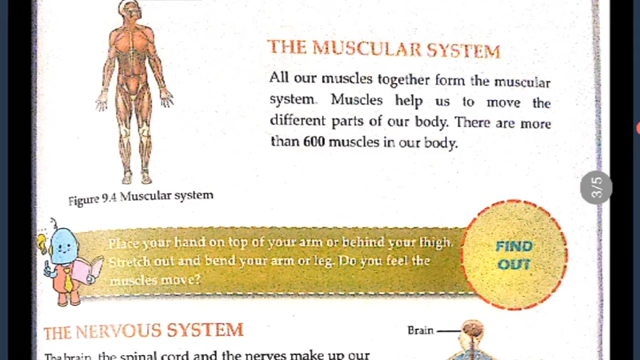 THE MUSCULAR SYSTEM
All our muscles together form the muscular
system. Muscles help us to move the
different parts of our body. There are more
than 600 muscles in our body.
Figure 9.4 Muscular system
3/5
Place your hand on top of your arm or behind your thigh.
Stretch out and bend your arm or leg. Do you feel the
muscles move?
FIND
OUT
THE NERVOUS SYSTEM
Brain
The brain, the spinal cord and the nerves make up our